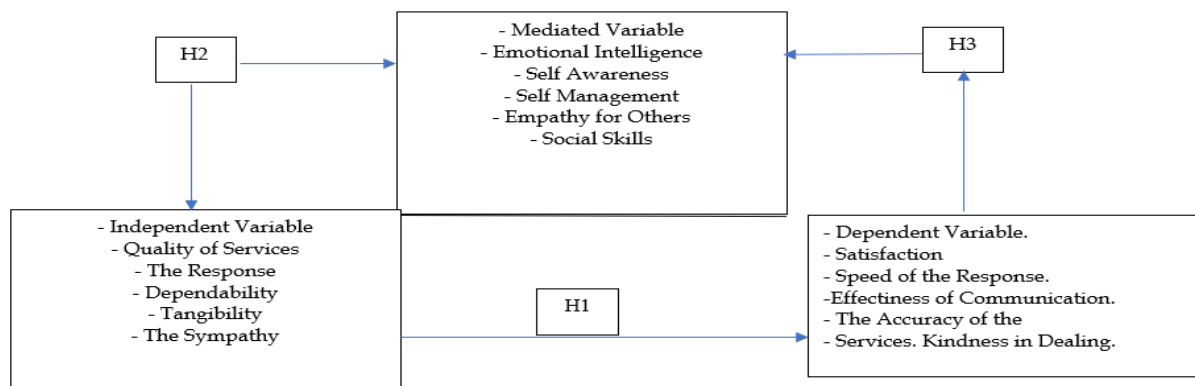 H2
- Mediated Variable
- Emotional Intelligence
- Self Awareness
- Self Management
- Empathy for Others
- Social Skills
H3
- Independent Variable
- Quality of Services
- The Response
- Dependability
- Tangibility
- The Sympathy
H1
- Dependent Variable.
- Satisfaction
- Speed of the Response.
-Effectiness of Communication.
- The Accuracy of the
- Services. Kindness in Dealing.